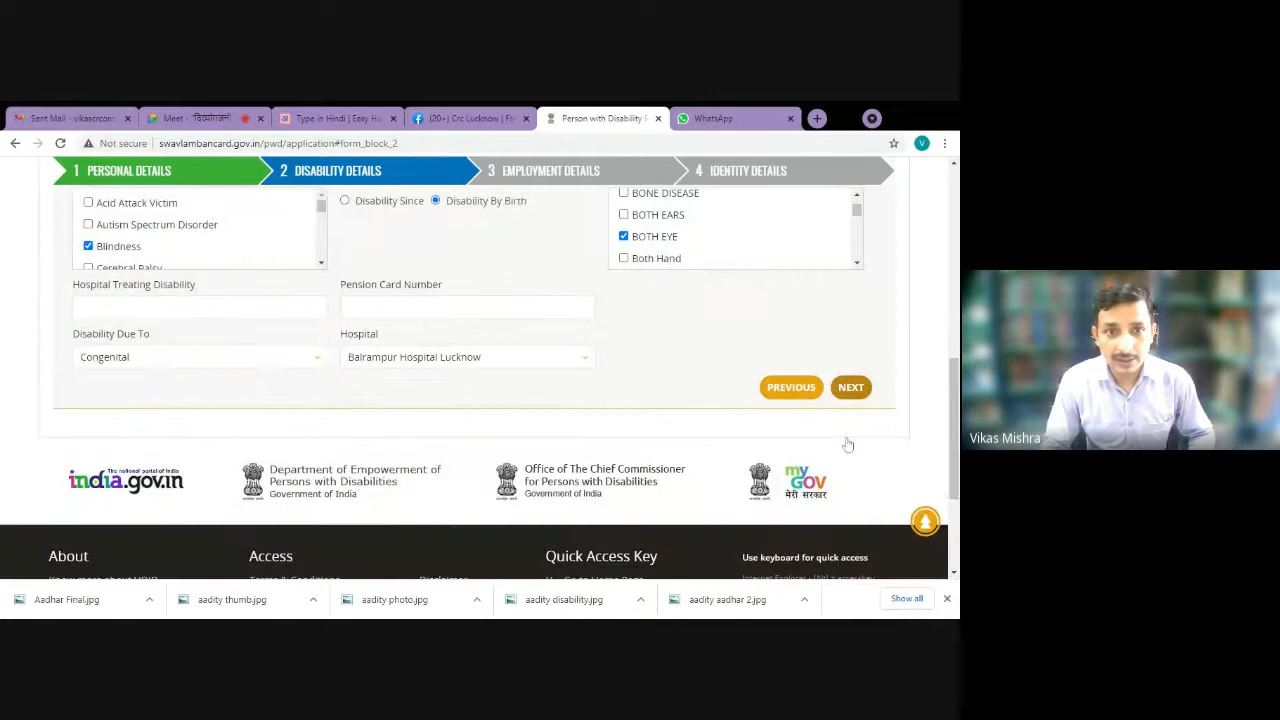 Sent Mail - vikascrcom
Meet - "दिव्यांगजनों
Type in Hindi | Easy Hi
(20+) Crc Lucknow | Fa
Person with Disability R
WhatsApp
Not secure | swavlambancard.gov.in/pwd/application#form_block_2
V
1 PERSONAL DETAILS
2 DISABILITY DETAILS
3 EMPLOYMENT DETAILS
4 IDENTITY DETAILS
Acid Attack Victim
Autism Spectrum Disorder
Blindness
Cerebral Palsy
Disability Since
Disability By Birth
BONE DISEASE
BOTH EARS
BOTH EYE
Both Hand
Hospital Treating Disability
Pension Card Number
Disability Due To
Hospital
Congenital
Balrampur Hospital Lucknow
PREVIOUS
NEXT
Vikas Mishra
The national portal of India
india.gov.in
Department of Empowerment of
Persons with Disabilities
Government of India
Office of The Chief Commissioner
for Persons with Disabilities
Government of India
my
GOV
मेरी सरकार
About
Access
Quick Access Key
Use keyboard for quick access
Aadhar Final.jpg
aadity thumb.jpg
aadity photo.jpg
aadity disability.jpg
aadity aadhar 2.jpg
Show all